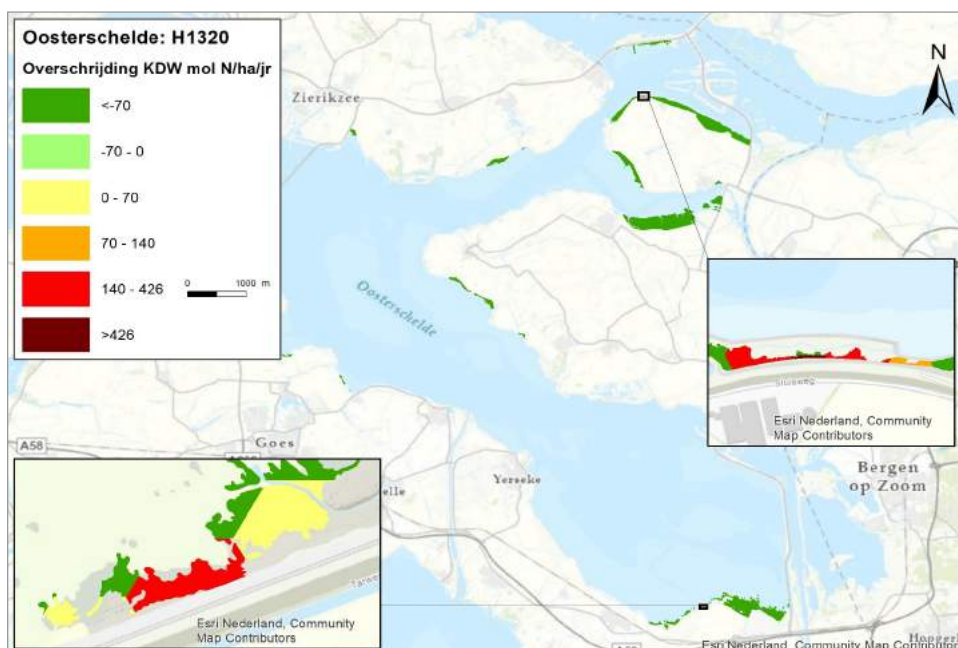 Oosterschelde: H1320
Overschrijding KDW mol N/ha/jr
<-70
-70 - 0
0 - 70
70 - 140
140 - 426
>426
0 1000 m
N
Zierikzee
Oosterschelde
A58
Goes
elle
Yerseke
Bergen
op Zoom
Sluisweg
Esri Nederland, Community
Map Contributors
Esri Nederland, Community
Map Contributors
Esri Nederland, Community Map Contributors